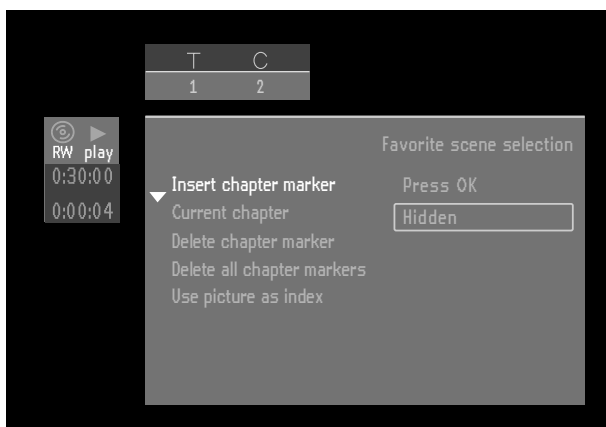 T C
1 2
RW play
0:30:00
0:00:04
Favorite scene selection
Insert chapter marker Press OK
Current chapter Hidden
Delete chapter marker
Delete all chapter markers
Use picture as index